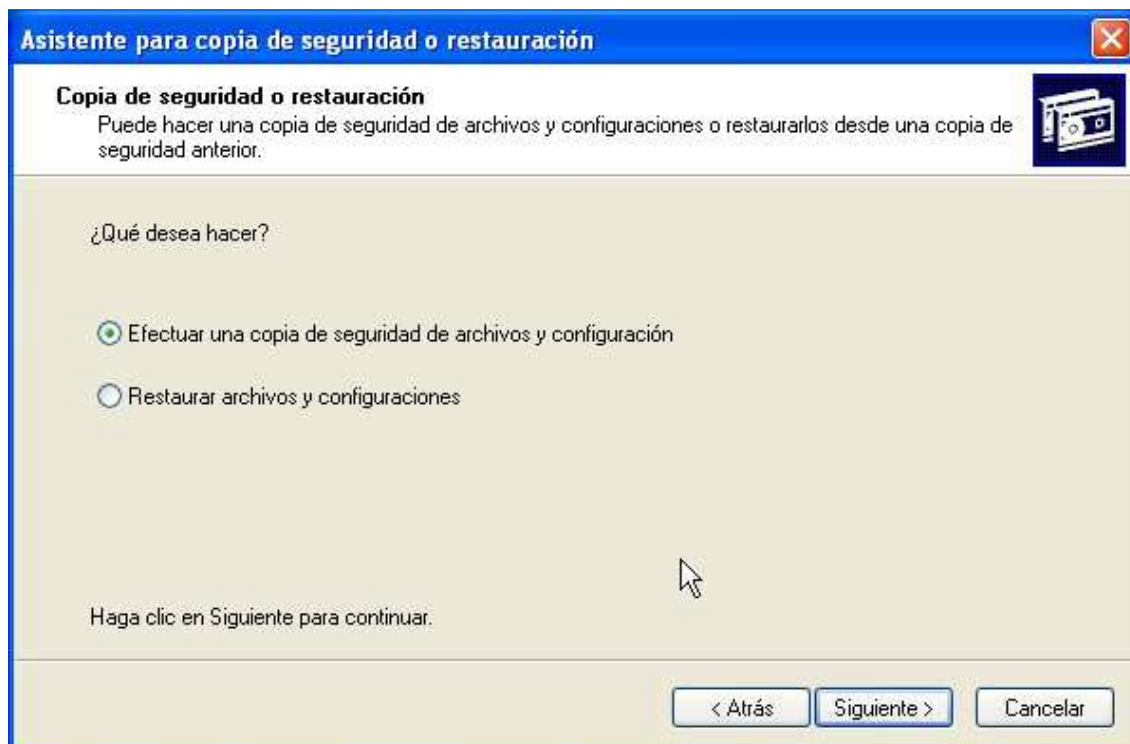 Asistente para copia de seguridad o restauración
Copia de seguridad o restauración
Puede hacer una copia de seguridad de archivos y configuraciones o restaurarlos desde una copia de
seguridad anterior.
¿Qué desea hacer?
Efectuar una copia de seguridad de archivos y configuración
Restaurar archivos y configuraciones
Haga clic en Siguiente para continuar.
< Atrás Siguiente > Cancelar